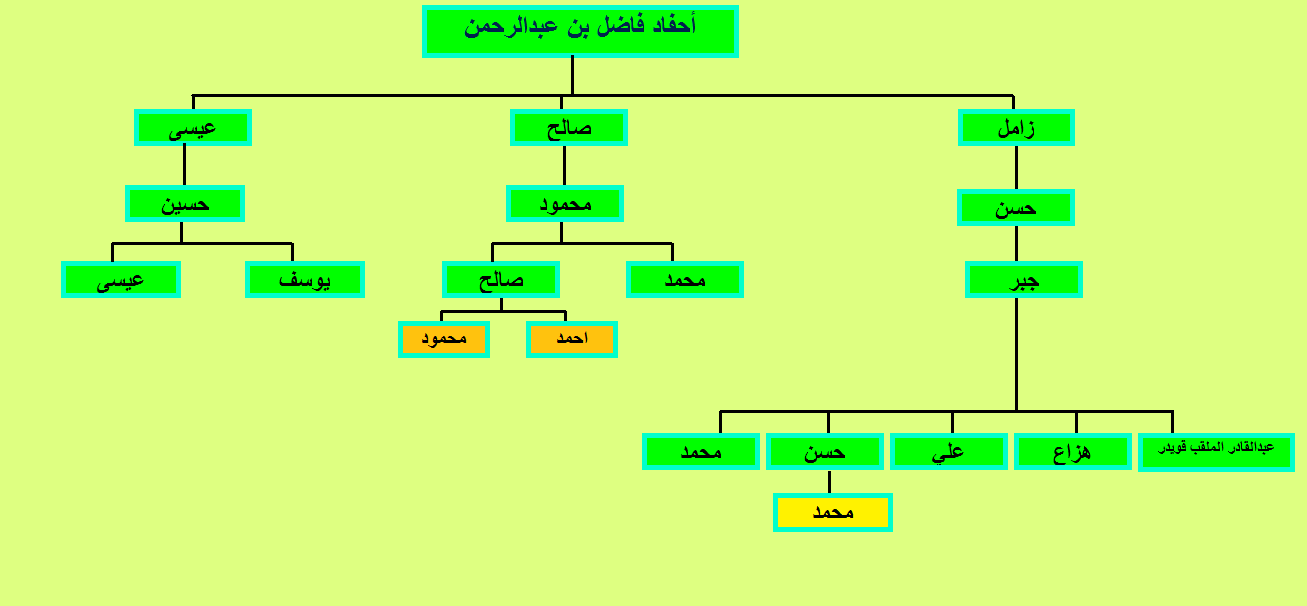 أحفاد فاضل بن عبدالرحمن
زامل
صالح
عيسى
حسن
محمود
حسين
جبر
محمد
صالح
يوسف
عيسى
احمد
محمود
عبدالقادر الملقب قويدر
هزاع
علي
حسن
محمد
محمد